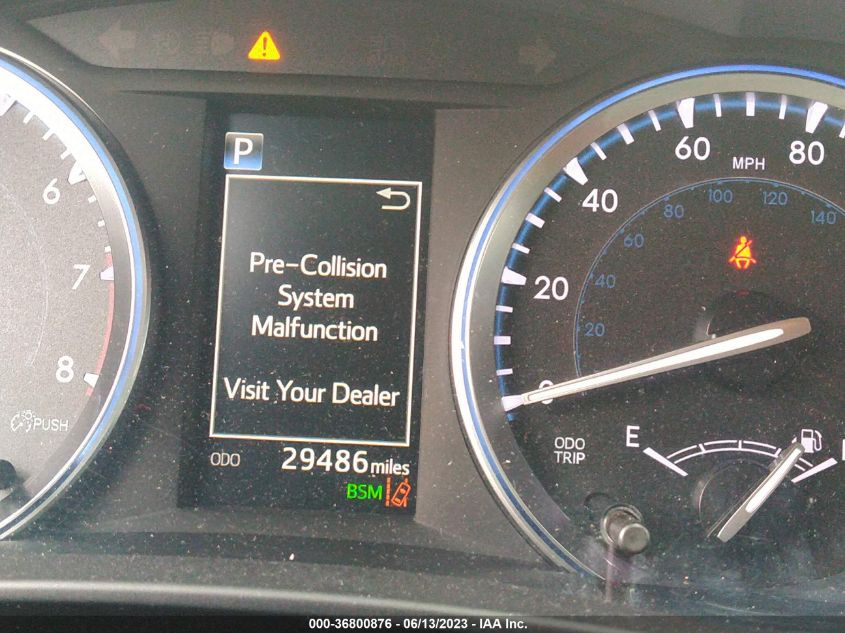 P
Pre-Collision
System
Malfunction
Visit Your Dealer
ODO 29486 miles
BSM
6
7
8
PUSH
60
80
MPH
40
20
0
100
120
140
80
60
40
20
ODO
TRIP
E
000-36800876 - 06/13/2023 - IAA Inc.